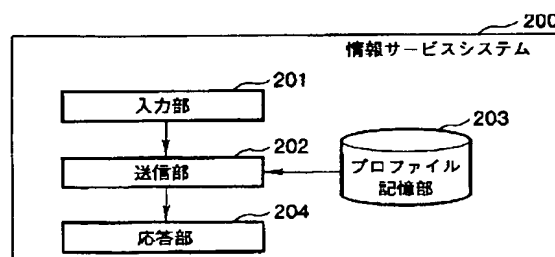 200
情報サービスシステム
201
入力部
202
送信部
203
プロファイル
記憶部
204
応答部